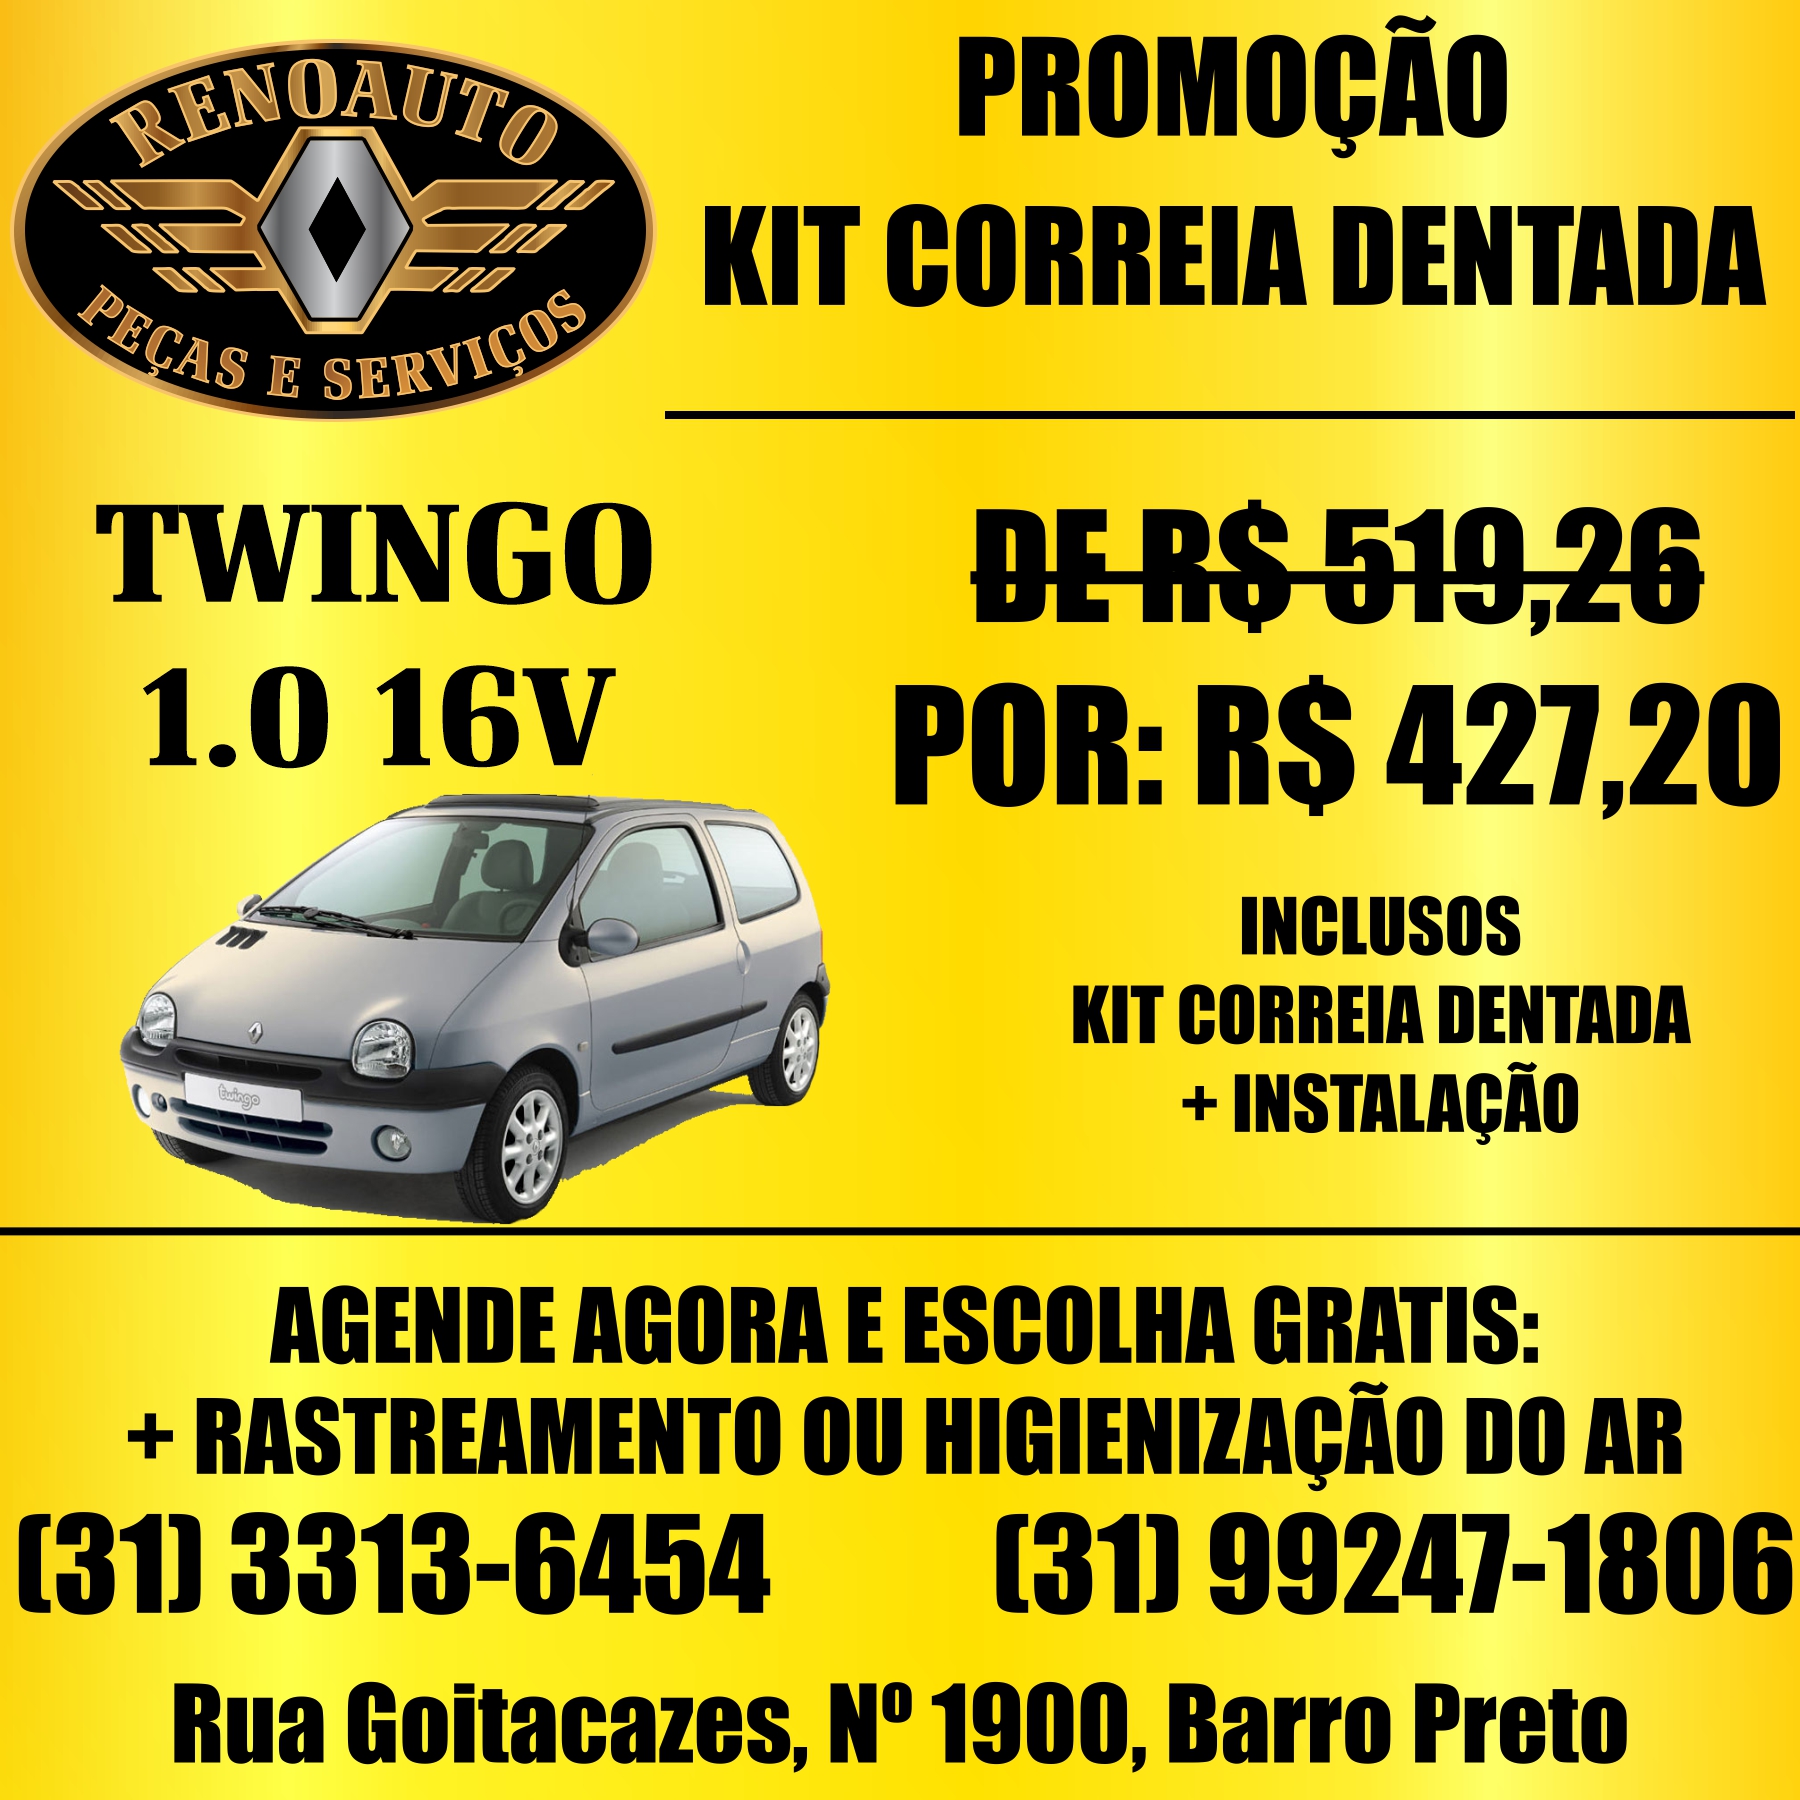 RENOAUTO
PEÇAS E SERVIÇOS
PROMOÇÃO
KIT CORREIA DENTADA
TWINGO
1.0 16V
DE R$ 519,26
POR: R$ 427,20
INCLUSOS
KIT CORREIA DENTADA
+ INSTALAÇÃO
twingo
AGENDE AGORA E ESCOLHA GRATIS:
+ RASTREAMENTO OU HIGIENIZAÇÃO DO AR
(31) 3313-6454 (31) 99247-1806
Rua Goitacazes, Nº 1900, Barro Preto